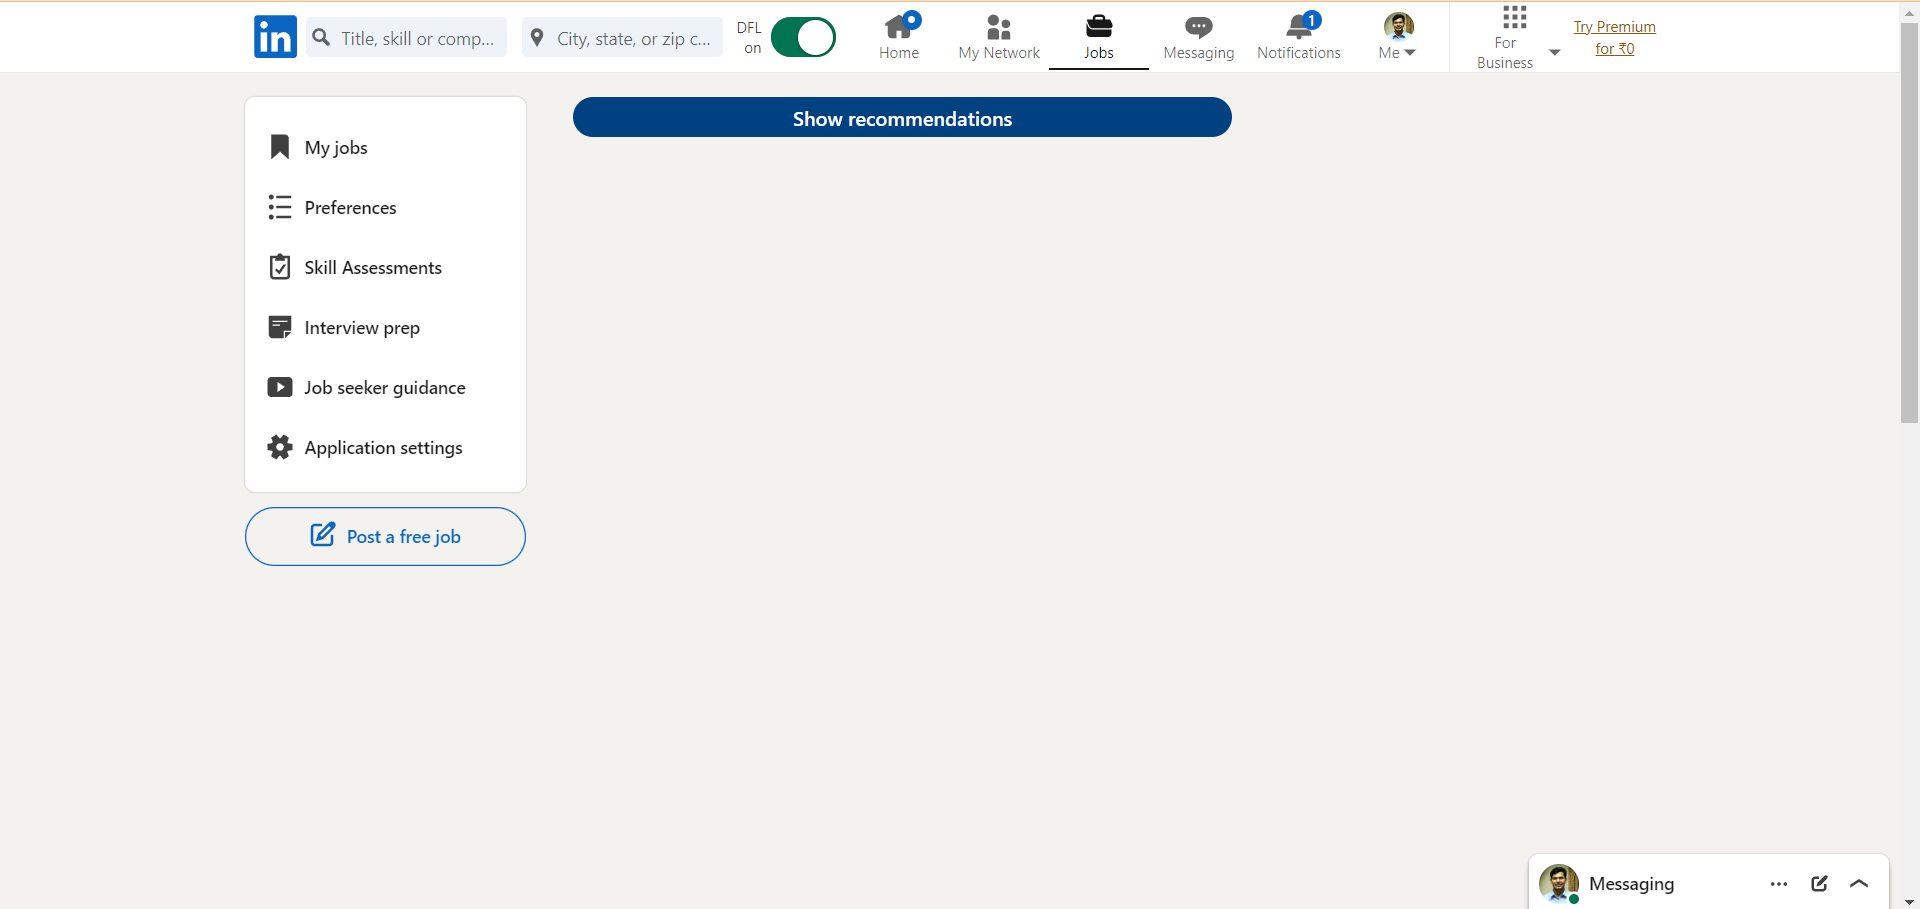 in
Title, skill or comp...
City, state, or zip c...
DFL
on
Home
My Network
Jobs
Messaging
1
Notifications
Me
For
Business
Try Premium
for ₹0
My jobs
Preferences
Skill Assessments
Interview prep
Job seeker guidance
Application settings
Post a free job
Show recommendations
Messaging